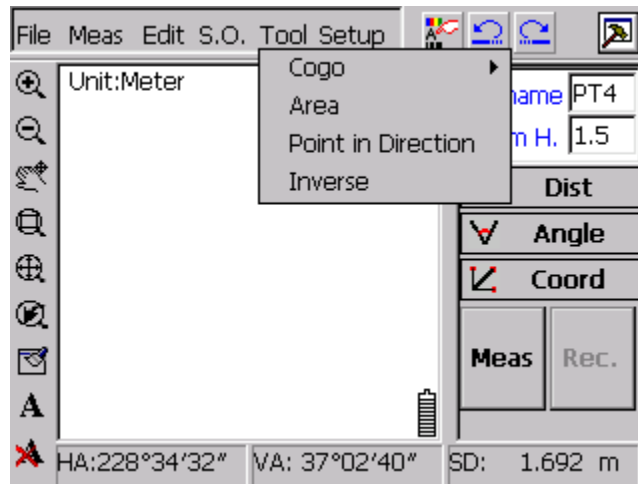 File Meas Edit S.O. Tool Setup
Unit:Meter
Cogo
Area
Point in Direction
Inverse
name PT4
H. 1.5
Dist
Angle
Coord
Meas Rec.
A
A
HA:228°34'32" VA: 37°02'40" SD: 1.692 m